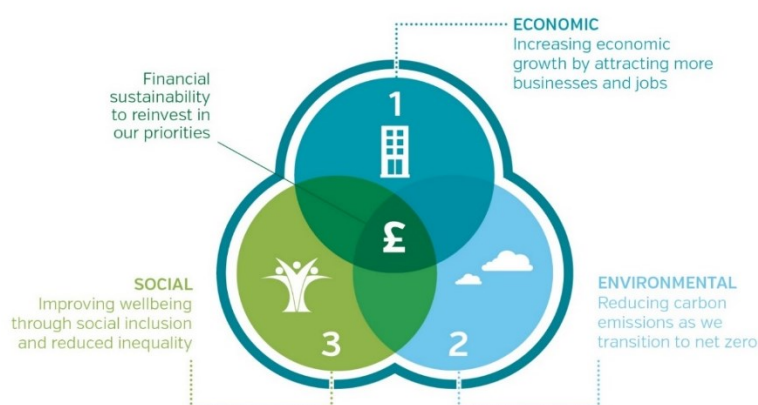 ECONOMIC
Increasing economic
growth by attracting more
businesses and jobs
Financial
sustainability
to reinvest in
our priorities
1
£
SOCIAL
Improving wellbeing
through social inclusion
and reduced inequality
3
2
ENVIRONMENTAL
Reducing carbon
emissions as we
transition to net zero